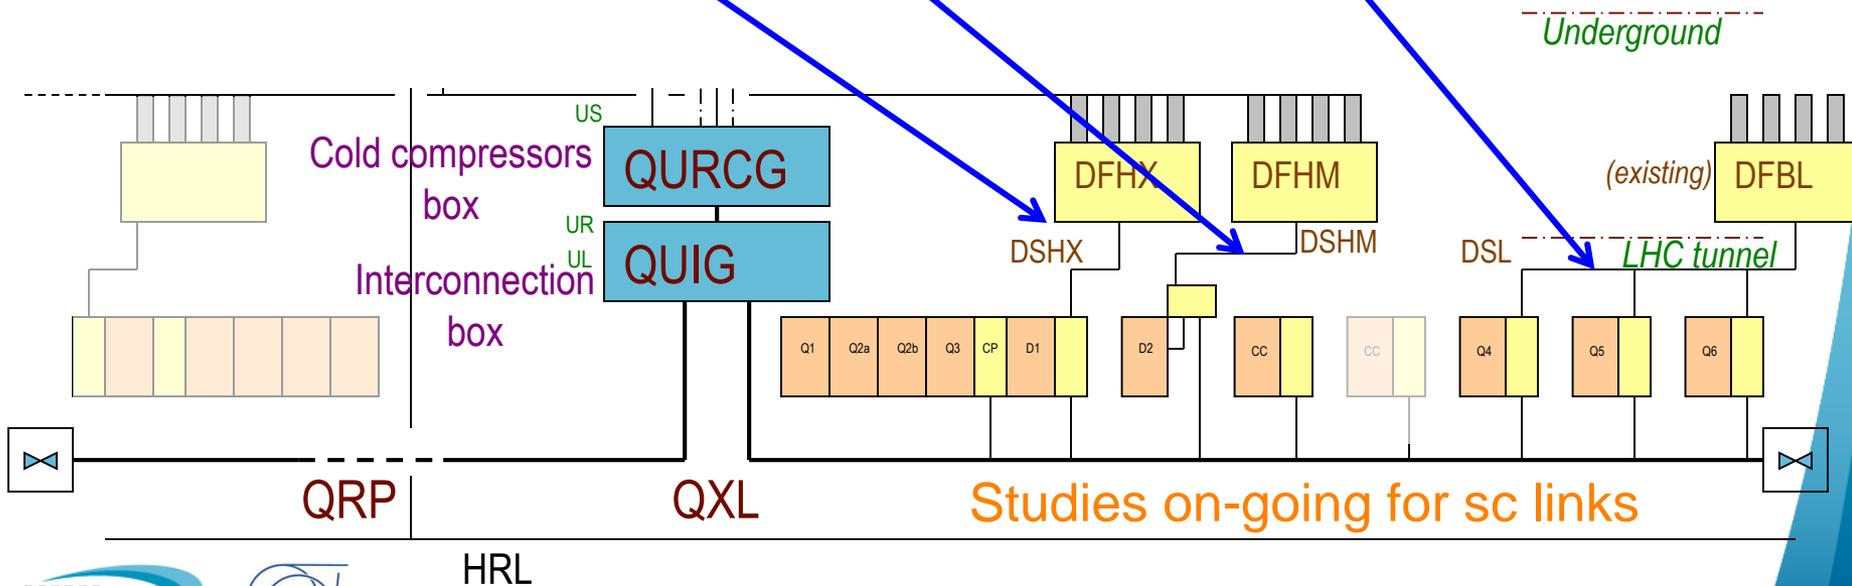 Underground
US
Cold compressors
box
QURCG
DFHX
DFHM
(existing)
DFBL
UR
UL
Interconnection
box
QUIG
DSHX
DSHM
DSL
LHC tunnel
Q1
Q2a
Q2b
Q3
CP
D1
D2
CC
CC
Q4
Q5
Q6
QRP
QXL
Studies on-going for sc links
HRL